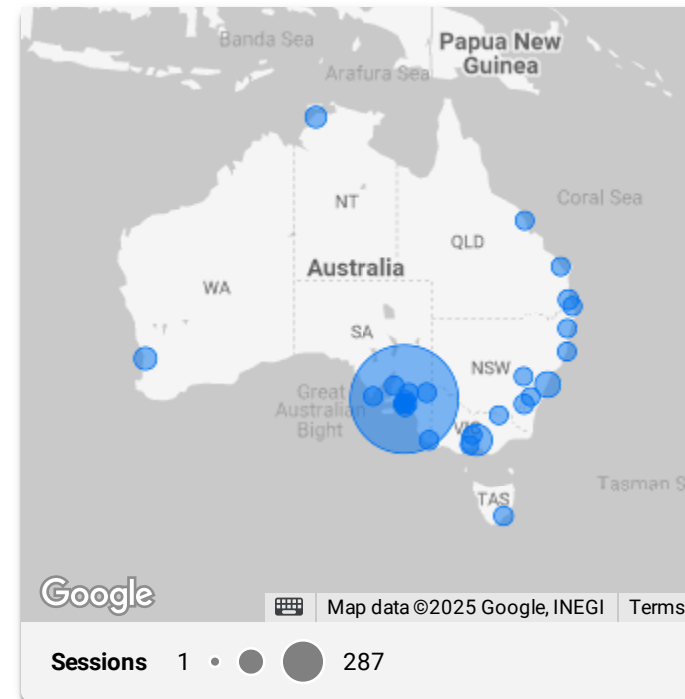 Banda Sea
Papua New
Guinea
Arafura Sea
Coral Sea
NT
QLD
Australia
WA
SA
NSW
Great
Australian
Bight
VIC
Tasman S
TAS
Google
Map data ©2025 Google, INEGI
Terms
Sessions 1 287